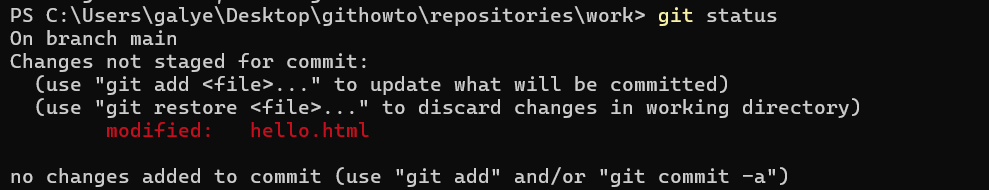 PS C:\Users\galye\Desktop\githowto\repositories\work> git status
On branch main
Changes not staged for commit:
  (use "git add <file>..." to update what will be committed)
  (use "git restore <file>..." to discard changes in working directory)
        modified:   hello.html

no changes added to commit (use "git add" and/or "git commit -a")